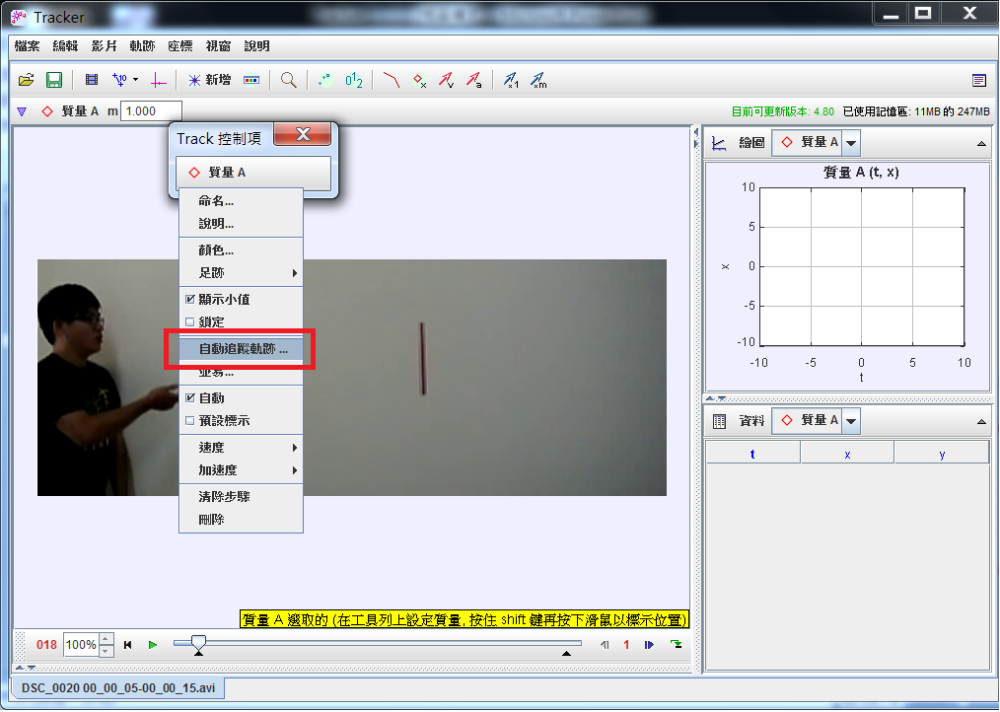 Tracker
檔案 編輯 影片 軌跡 座標 視窗 說明
新增
質量 A m 1.000
目前可更新版本: 4.80 已使用記憶區: 11MB 的 247MB
Track 控制項
質量 A
命名...
說明...
顏色...
足跡
顯示小值
鎖定
自動追蹤軌跡 ...
並易...
自動
預設標示
速度
加速度
清除步驟
刪除
繪圖 質量 A
質量 A (t, x)
10
5
0
-5
-10
x
-10 -5 0 5 10
t
資料 質量 A
t x y
質量 A 選取的 (在工具列上設定質量, 按住 shift 鍵再按下滑鼠以標示位置)
018 100% 1
DSC_0020 00_00_05-00_00_15.avi